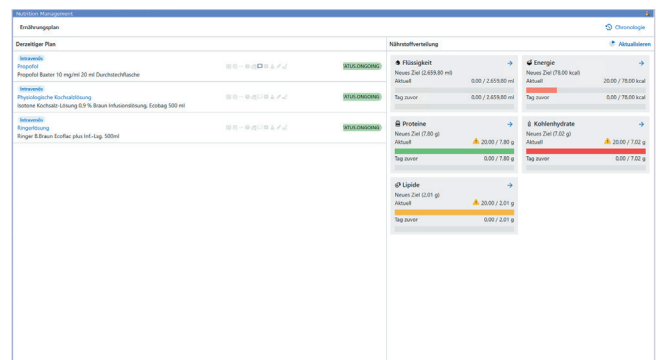 Nutrition Management
Ernährungsplan
Chronologie
Derzeitiger Plan
Intravenös
Propofol
Propofol Baxter 10 mg/ml 20 ml Durchstechflasche
ATUS.ONGOING
Intravenös
Physiologische Kochsalzlösung
Isotone Kochsalz-Lösung 0,9 % Braun Infusionslösung, Ecobag 500 ml
ATUS.ONGOING
Intravenös
Ringerlösung
Ringer B.Braun Ecoflac plus Inf.-Lsg. 500ml
ATUS.ONGOING
Nährstoffverteilung
Aktualisieren
Flüssigkeit
Neues Ziel (2.659,80 ml)
Aktuell 0.00 / 2.659,80 ml
Tag zuvor 0.00 / 2.659,80 ml
Energie
Neues Ziel (78.00 kcal)
Aktuell 20.00 / 78.00 kcal
Tag zuvor 0.00 / 78.00 kcal
Proteine
Neues Ziel (7.80 g)
Aktuell 20.00 / 7.80 g
Tag zuvor 0.00 / 7.80 g
Kohlenhydrate
Neues Ziel (7.02 g)
Aktuell 20.00 / 7.02 g
Tag zuvor 0.00 / 7.02 g
Lipide
Neues Ziel (2.01 g)
Aktuell 20.00 / 2.01 g
Tag zuvor 0.00 / 2.01 g